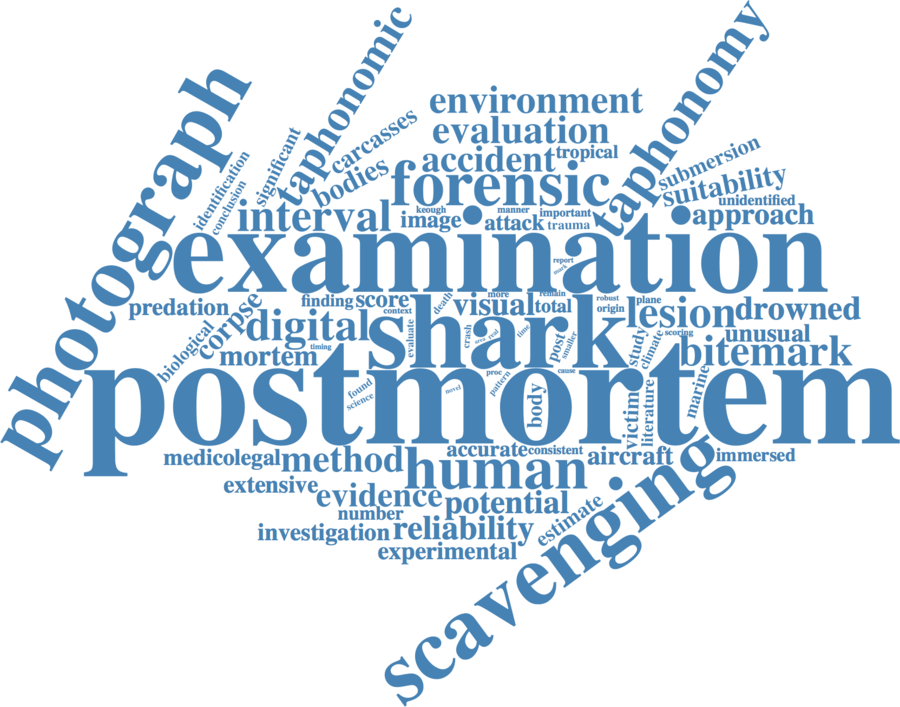 taphonomic
taphonomy
photograph
environment
carcasses
evaluation
significant
accident
tropical
submersion
identification
bodies
forensic
suitability
conclusion
unidentified
interval
keough
manner
important
approach
image
attack
trauma
examination
report
mark
predation
finding
score
death
more
remain
robust
plane
context
visual
total
origin
lesion
drowned
corpse
digital
evaluate
crash
area
real
time
post
smaller
shark
study
climate
scoring
unusual
biological
mortem
timing
bitemark
proc
cause
pattern
novel
found
science
body
marine
victim
literature
postmortem
medicolegal
method
accurate
consistent
aircraft
immersed
human
extensive
evidence
potential
number
estimate
investigation
reliability
experimental
scavenging